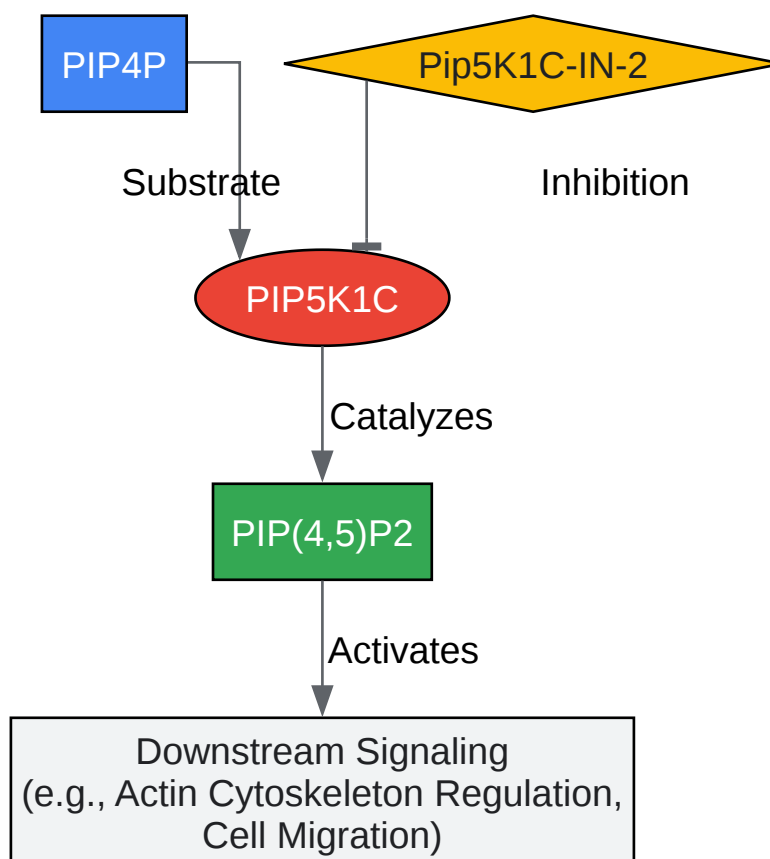 PIP4P
Pip5K1C-IN-2
Substrate
Inhibition
PIP5K1C
Catalyzes
PIP(4,5)P2
Activates
Downstream Signaling
(e.g., Actin Cytoskeleton Regulation,
Cell Migration)